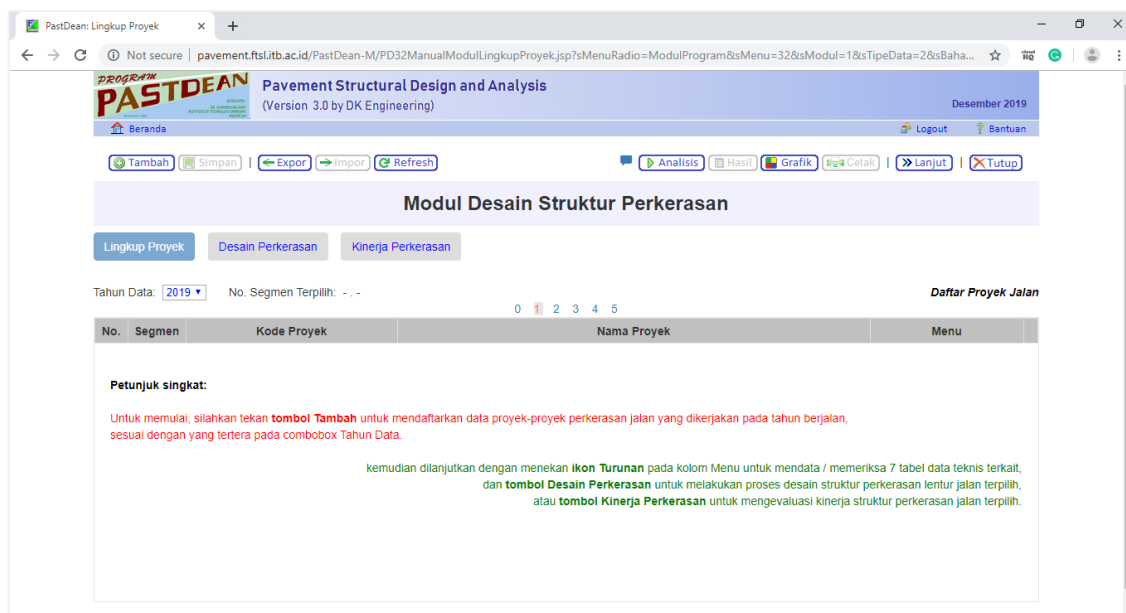 PastDean: Lingkup Proyek
Not secure | pavement.ftsl.itb.ac.id/PastDean-M/PD32ManualModulLingkupProyek.jsp?sMenuRadio=ModulProgram&sMenu=32&sModul=1&sTipeData=2&sBaha...
PROGRAM
PASTDEAN
Pavement Structural Design and Analysis
(Version 3.0 by DK Engineering)
Desember 2019
Beranda
Logout Bantuan
Tambah Simpan | Expor Impor Refresh Analisis Hasil Grafik Cetak | Lanjut | Tutup
Modul Desain Struktur Perkerasan
Lingkup Proyek Desain Perkerasan Kinerja Perkerasan
Tahun Data: 2019 No. Segmen Terpilih: - . - Daftar Proyek Jalan
0 1 2 3 4 5
No. Segmen Kode Proyek Nama Proyek Menu
Petunjuk singkat:
Untuk memulai, silahkan tekan tombol Tambah untuk mendaftarkan data proyek-proyek perkerasan jalan yang dikerjakan pada tahun berjalan,
sesuai dengan yang tertera pada combobox Tahun Data.
kemudian dilanjutkan dengan menekan ikon Turunan pada kolom Menu untuk mendata / memeriksa 7 tabel data teknis terkait,
dan tombol Desain Perkerasan untuk melakukan proses desain struktur perkerasan lentur jalan terpilih,
atau tombol Kinerja Perkerasan untuk mengevaluasi kinerja struktur perkerasan jalan terpilih.